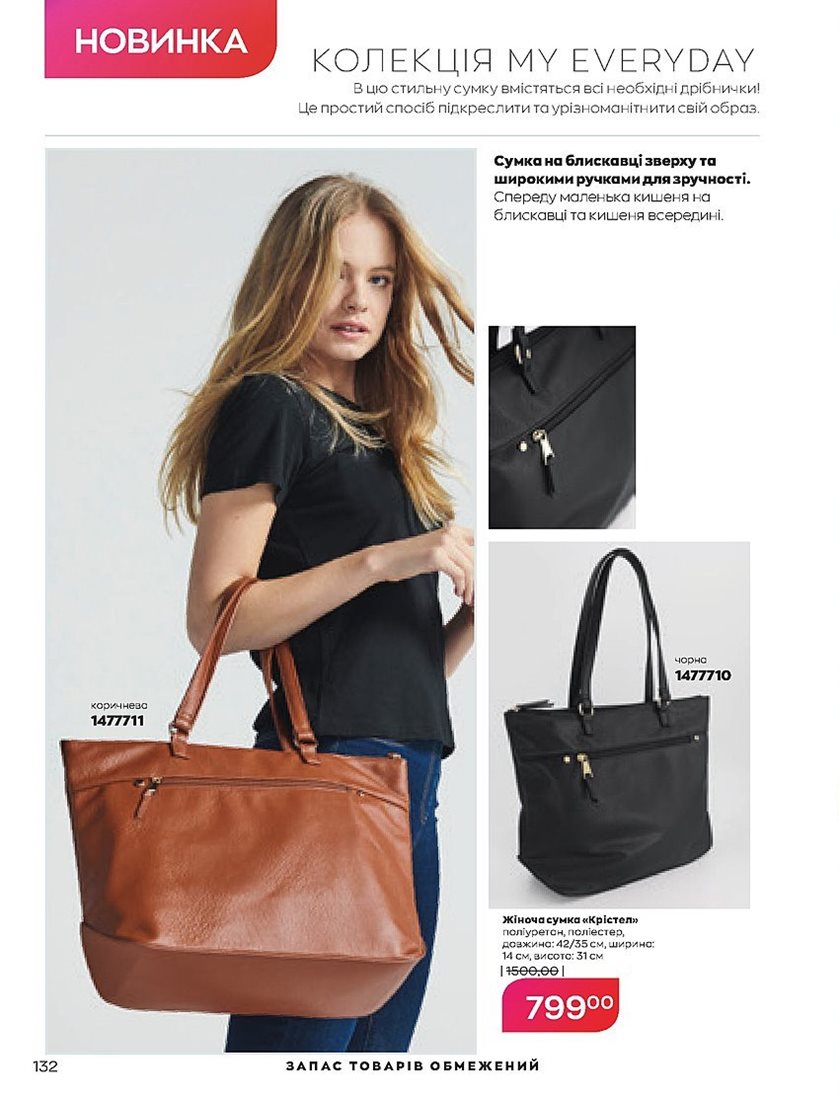 НОВИНКА
КОЛЕКЦІЯ MY EVERYDAY
В цю стильну сумку вмістяться всі необхідні дрібнички!
Це простий спосіб підкреслити та урізноманітнити свій образ.
Сумка на блискавці зверху та
широкими ручками для зручності.
Спереду маленька кишеня на
блискавці та кишеня всередині.
чорна
1477710
коричнева
1477711
Жіноча сумка «Крістел»
поліуретан, поліестер,
довжина: 42/35 см, ширина:
14 см, висота: 31 см
| 1500,00 |
799⁰⁰
132
ЗАПАС ТОВАРІВ ОБМЕЖЕНИЙ